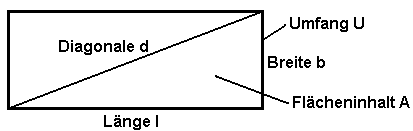 Umfang U
Diagonale d
Breite b
Flächeninhalt A
Länge l